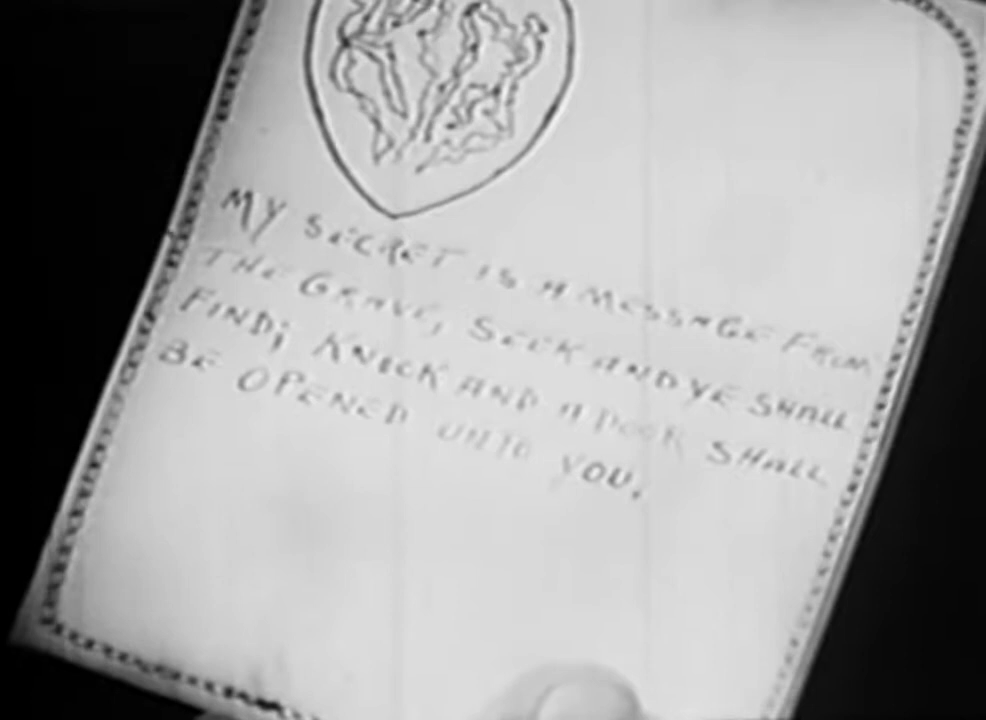 MY SECRET IS A MESSAGE FROM
THE GRAVE, SEEK AND YE SHALL
FIND; KNOCK AND A DOOR SHALL
BE OPENED UNTO YOU.